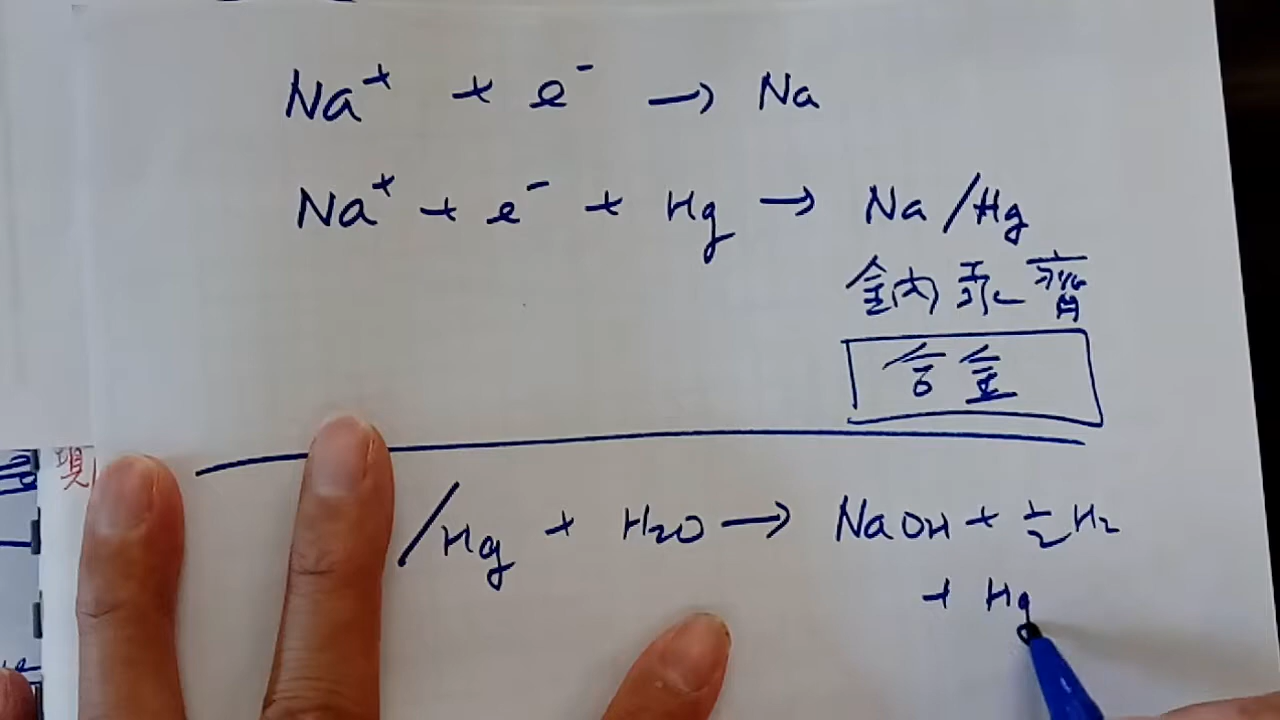 Na⁺ + e⁻ → Na
Na⁺ + e⁻ + Hg → Na/Hg
鈉汞齊
合金
/Hg + H2O → NaOH + ½H2
+ Hg